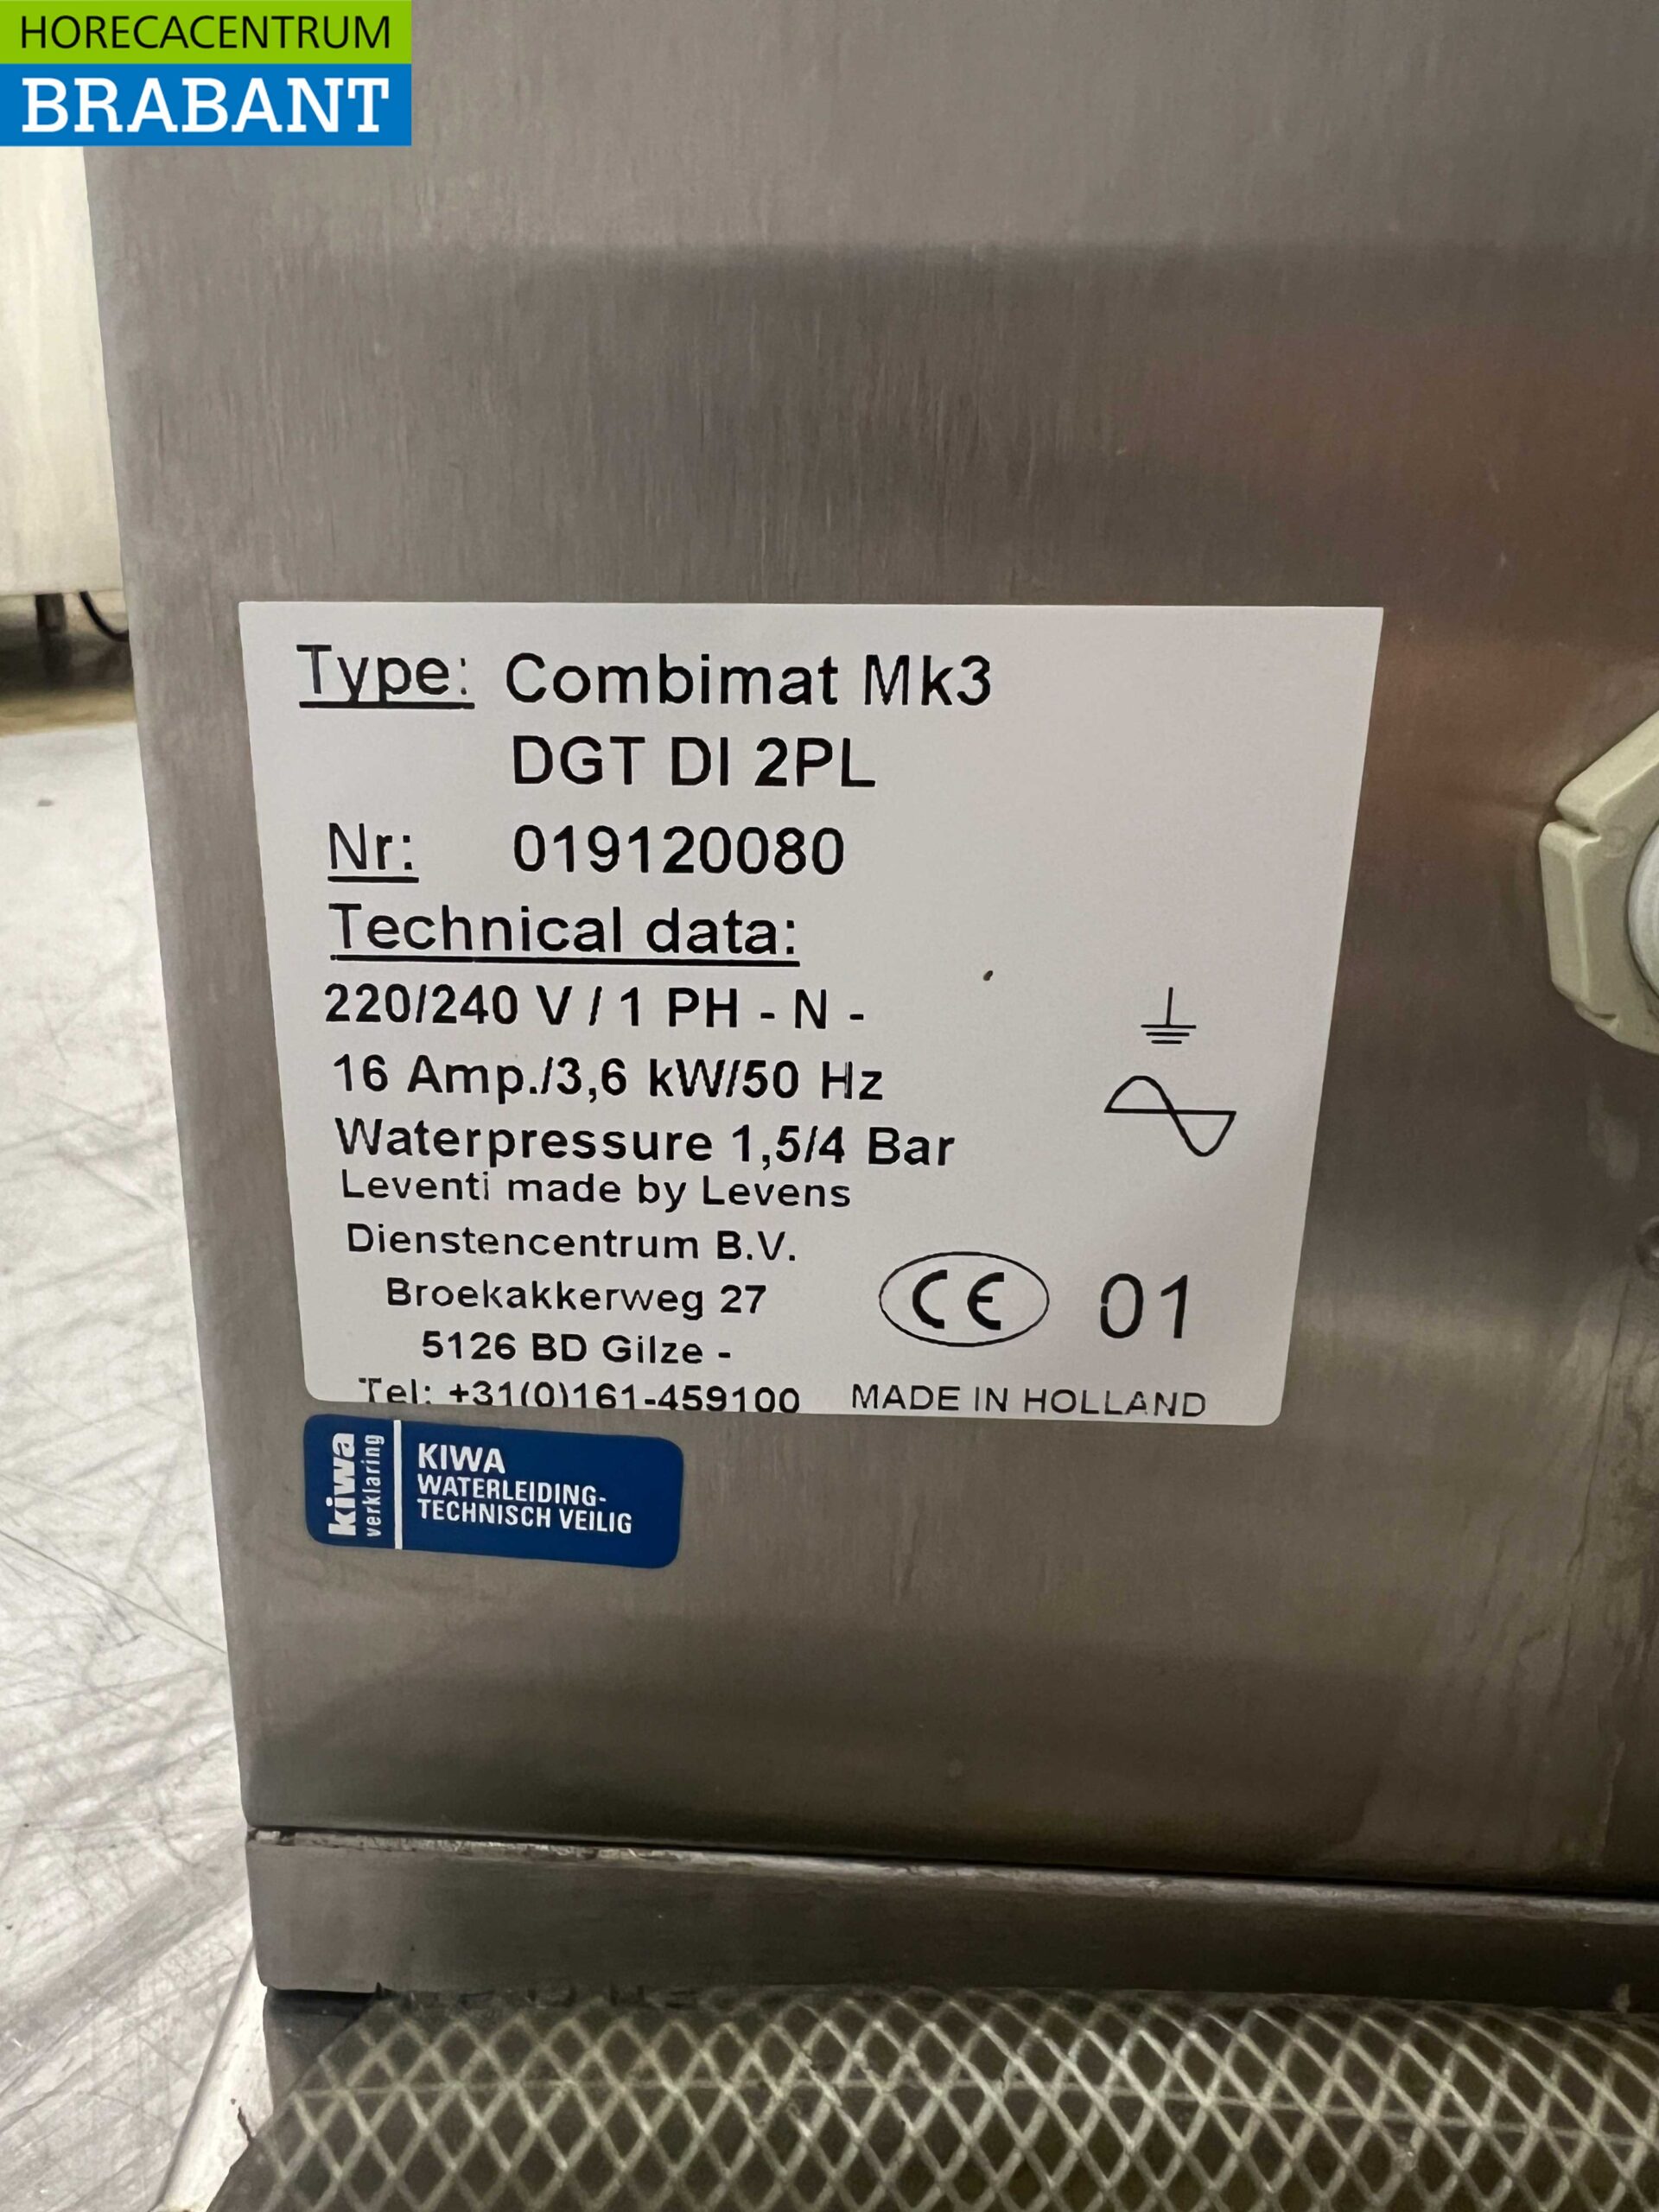 HORECACENTRUM
BRABANT
Type: Combimat Mk3
DGT DI 2PL
Nr: 019120080
Technical data:
220/240 V / 1 PH - N -
16 Amp./3,6 kW/50 Hz
Waterpressure 1,5/4 Bar
Leventi made by Levens
Dienstencentrum B.V.
Broekakkerweg 27
5126 BD Gilze -
Tel: +31(0)161-459100
CE 01
MADE IN HOLLAND
kiwa
verklaring
KIWA
WATERLEIDING-
TECHNISCH VEILIG